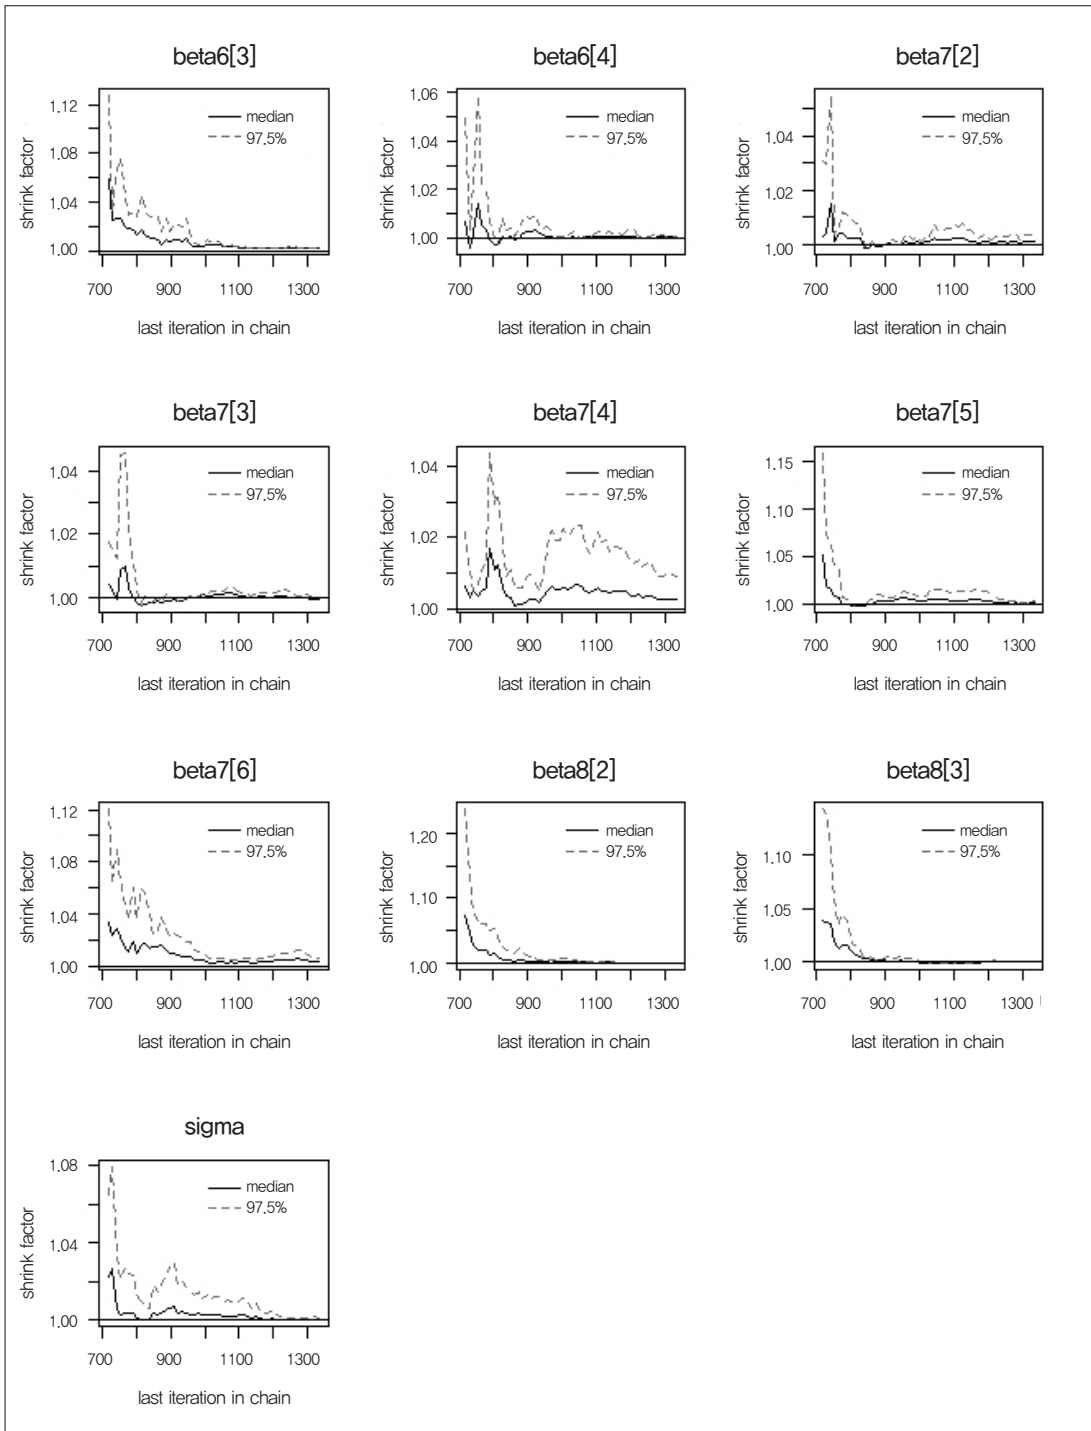 beta6[3]
beta6[4]
beta7[2]
shrink factor
1.12
1.08
1.04
1.00
median
97.5%
700 900 1100 1300
last iteration in chain
shrink factor
1.06
1.04
1.02
1.00
median
97.5%
700 900 1100 1300
last iteration in chain
shrink factor
1.04
1.02
1.00
median
97.5%
700 900 1100 1300
last iteration in chain
beta7[3]
beta7[4]
beta7[5]
shrink factor
1.04
1.02
1.00
median
97.5%
700 900 1100 1300
last iteration in chain
shrink factor
1.04
1.02
1.00
median
97.5%
700 900 1100 1300
last iteration in chain
shrink factor
1.15
1.10
1.05
1.00
median
97.5%
700 900 1100 1300
last iteration in chain
beta7[6]
beta8[2]
beta8[3]
shrink factor
1.12
1.08
1.04
1.00
median
97.5%
700 900 1100 1300
last iteration in chain
shrink factor
1.20
1.10
1.00
median
97.5%
700 900 1100 1300
last iteration in chain
shrink factor
1.10
1.05
1.00
median
97.5%
700 900 1100 1300
last iteration in chain
sigma
shrink factor
1.08
1.04
1.00
median
97.5%
700 900 1100 1300
last iteration in chain